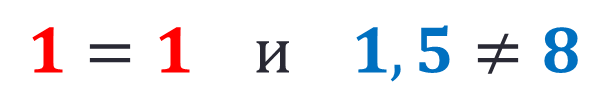 1 = 1 и 1,5 ≠ 8